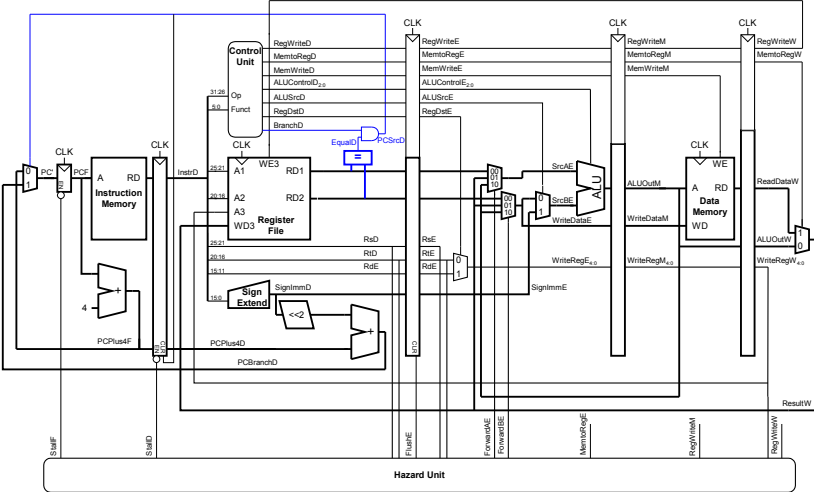 CLK CLK CLK
RegWriteD RegWriteE RegWriteM RegWriteW
Control Unit
MemtoRegD MemtoRegE MemtoRegM MemtoRegW
MemWriteD MemWriteE MemWriteM
ALUControlD2:0 ALUControlE2:0
31:26 Op
ALUSrcD ALUSrcE
5:0 Funct
RegDstD RegDstE
BranchD
EqualD PCSrcD
CLK CLK CLK CLK
WE3 WE
0 1 PC' PCF
A RD
Instruction Memory
InstrD
25:21 A1 RD1
=
00 01 10 SrcAE
ALU
ALUOutM
A RD
ReadDataW
EN
20:16 A2 RD2
00 01 10
0 1 SrcBE
Data Memory
A3
WD3
Register File
WriteDataE WriteDataM
WD
1 0
ALUOutW
25:21 RsD RsE
20:16 RtD RtE
15:11 RdD RdE
0 1
WriteRegE4:0 WriteRegM4:0 WriteRegW4:0
+
4
15:0 Sign Extend
SignImmD SignImmE
<<2
+
PCPlus4F PCPlus4D
EN CLR CLR
PCBranchD
ResultW
StallF StallD FlushE ForwardAE ForwardBE MemtoRegE RegWriteM RegWriteW
Hazard Unit